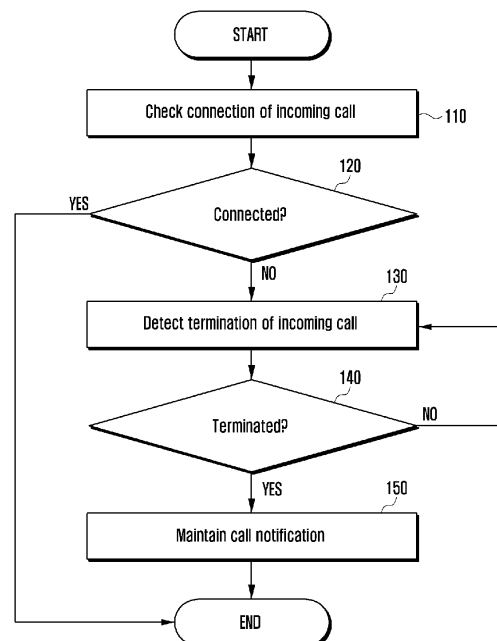 START
Check connection of incoming call
110
120
YES
Connected?
NO
130
Detect termination of incoming call
140
Terminated?
NO
YES
150
Maintain call notification
END